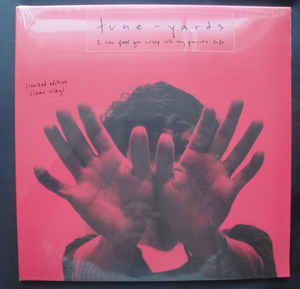 tune-yards
I can feel you creep into my private life
limited edition
clear vinyl